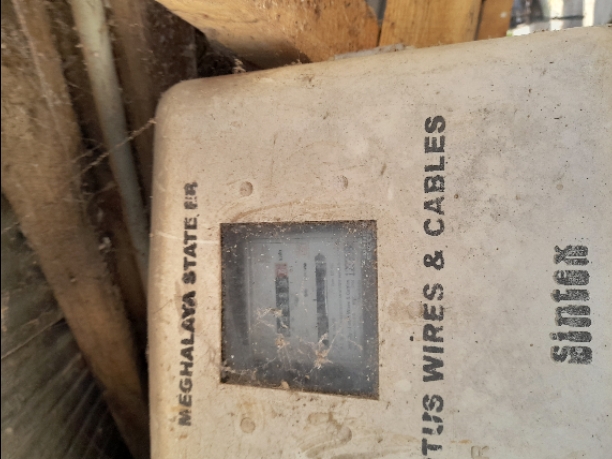 MEGHALAYA STATE
TUS WIRES & CABLES
Sintex